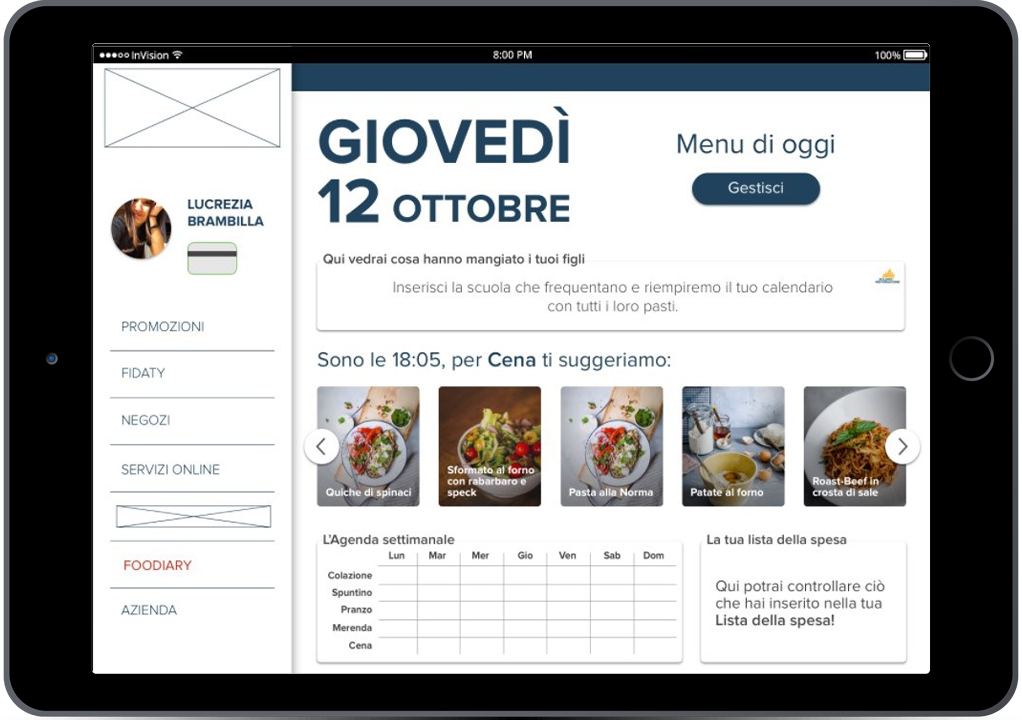 InVision
8:00 PM
100%
LUCREZIA
BRAMBILLA
PROMOZIONI
FIDATY
NEGOZI
SERVIZI ONLINE
FOODIARY
AZIENDA
GIOVEDÌ
12 OTTOBRE
Menu di oggi
Gestisci
Qui vedrai cosa hanno mangiato i tuoi figli
Inserisci la scuola che frequentano e riempiremo il tuo calendario
con tutti i loro pasti.
Sono le 18:05, per Cena ti suggeriamo:
Quiche di spinaci
Sformato al forno
con rabarbaro e
speck
Pasta alla Norma
Patate al forno
Roast-Beef in
crosta di sale
L'Agenda settimanale
Lun Mar Mer Gio Ven Sab Dom
Colazione
Spuntino
Pranzo
Merenda
Cena
La tua lista della spesa
Qui potrai controllare ciò
che hai inserito nella tua
Lista della spesa!